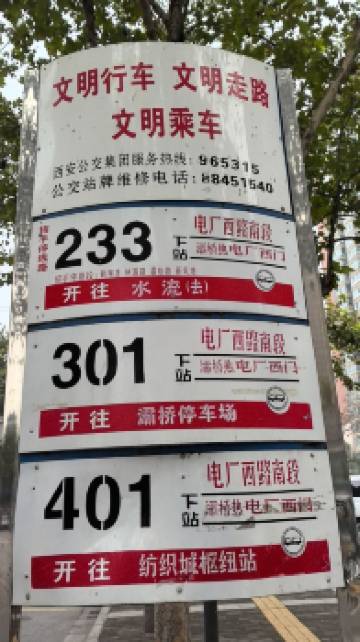 文明行车 文明走路
文明乘车
西安公交集团服务热线: 965315
公交站牌维修电话: 88451540
233
下站
电厂西路南段
灞桥热电厂西门
开往 水流(去)
301
下站
电厂西路南段
灞桥热电厂西门
开往 灞桥停车场
401
下站
电厂西路南段
灞桥热电厂西门
开往 纺织城枢纽站